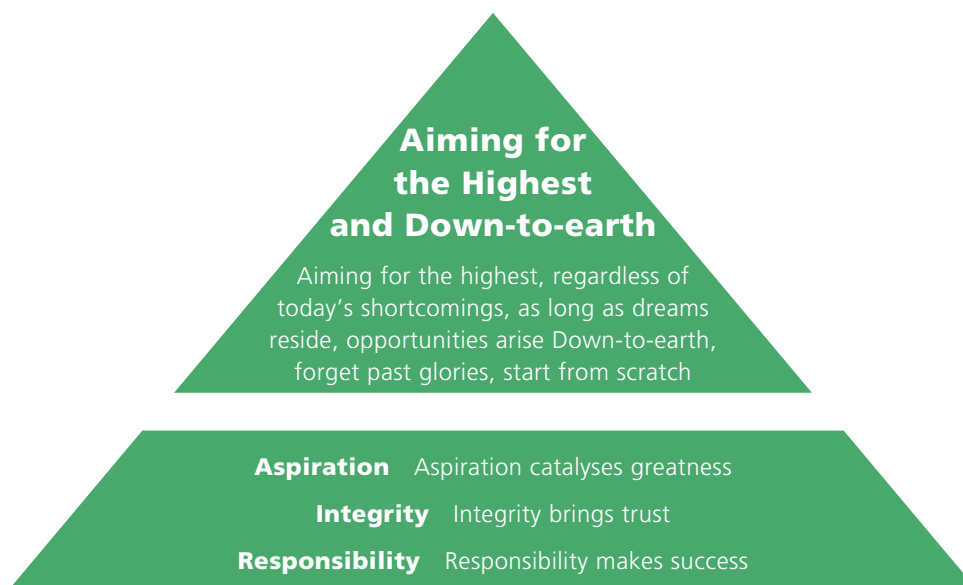 Aiming for
the Highest
and Down-to-earth
Aiming for the highest, regardless of
today's shortcomings, as long as dreams
reside, opportunities arise Down-to-earth,
forget past glories, start from scratch
Aspiration Aspiration catalyses greatness
Integrity Integrity brings trust
Responsibility Responsibility makes success